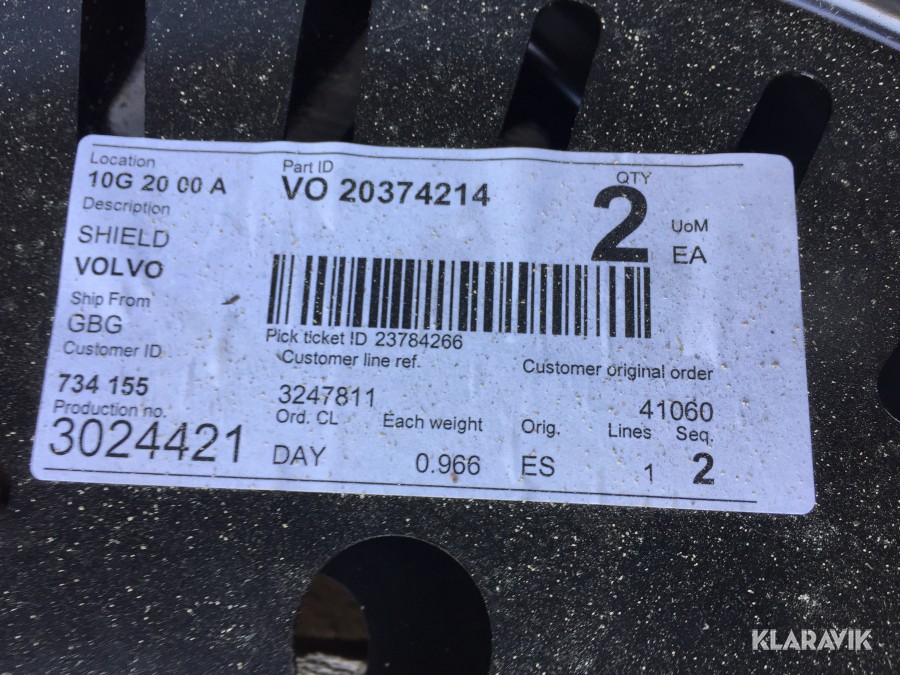 Location
10G 20 00 A
Description
SHIELD
VOLVO
Ship From
GBG
Customer ID
734 155
Production no.
3024421
Part ID
VO 20374214
QTY
2
UoM
EA
Pick ticket ID 23784266
Customer line ref.
3247811
Customer original order
41060
Ord. CL
DAY
Each weight
0.966
Orig.
ES
Lines
1
Seq.
2
KLARAVIK